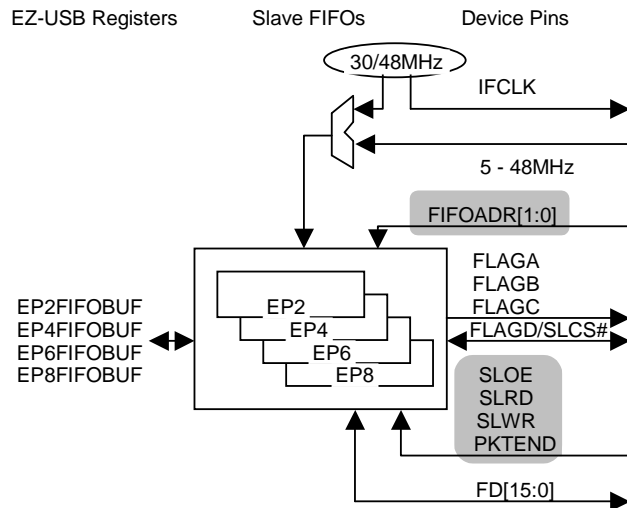 EZ-USB Registers Slave FIFOs Device Pins
30/48MHz
IFCLK
5 - 48MHz
FIFOADR[1:0]
FLAGA
FLAGB
FLAGC
FLAGD/SLCS#
EP2FIFOBUF
EP4FIFOBUF
EP6FIFOBUF
EP8FIFOBUF
EP2
EP4
EP6
EP8
SLOE
SLRD
SLWR
PKTEND
FD[15:0]